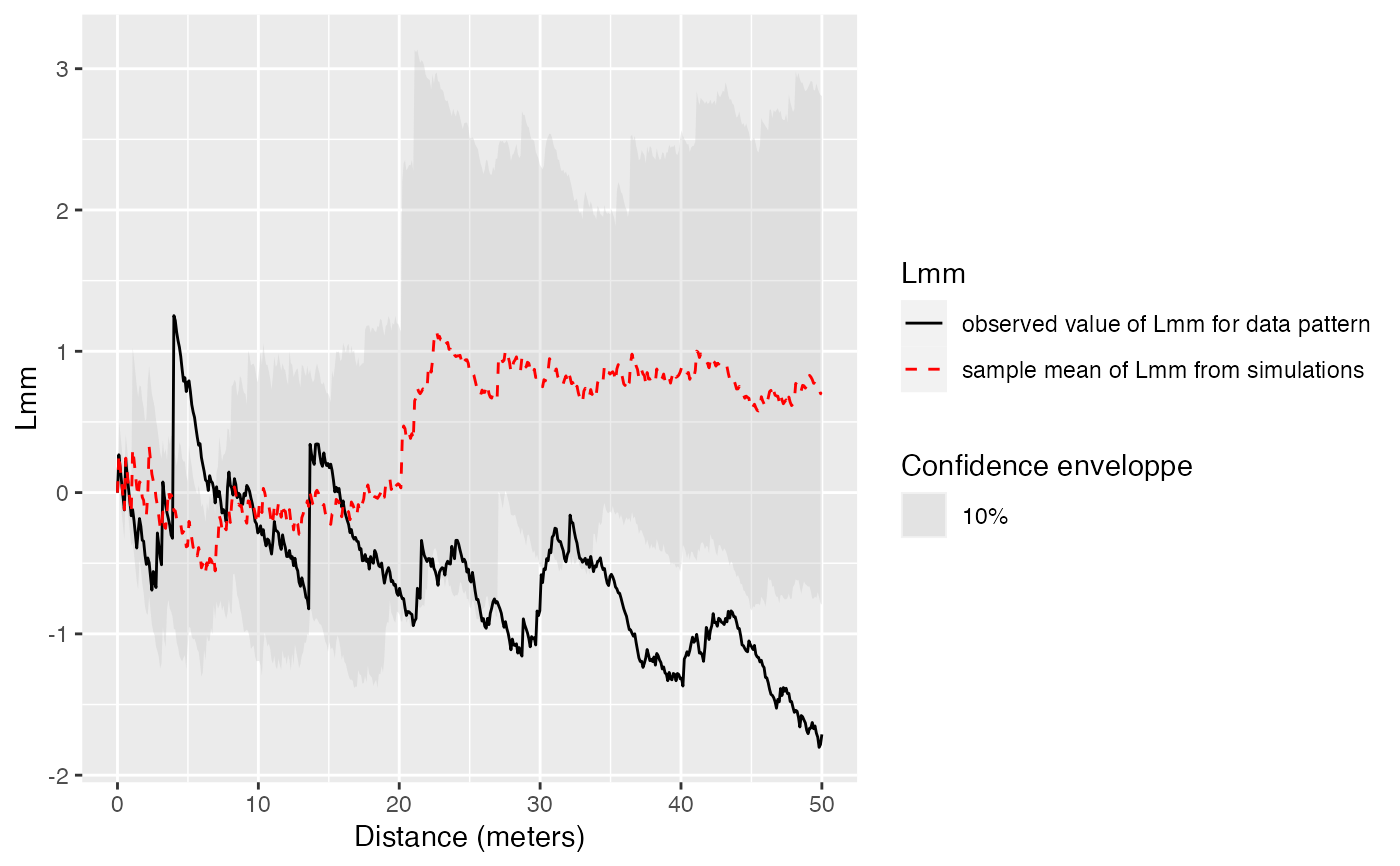 3
2
1
0
-1
-2
Lmm
0
10
20
30
40
50
Distance (meters)
Lmm
observed value of Lmm for data pattern
sample mean of Lmm from simulations
Confidence enveloppe
10%